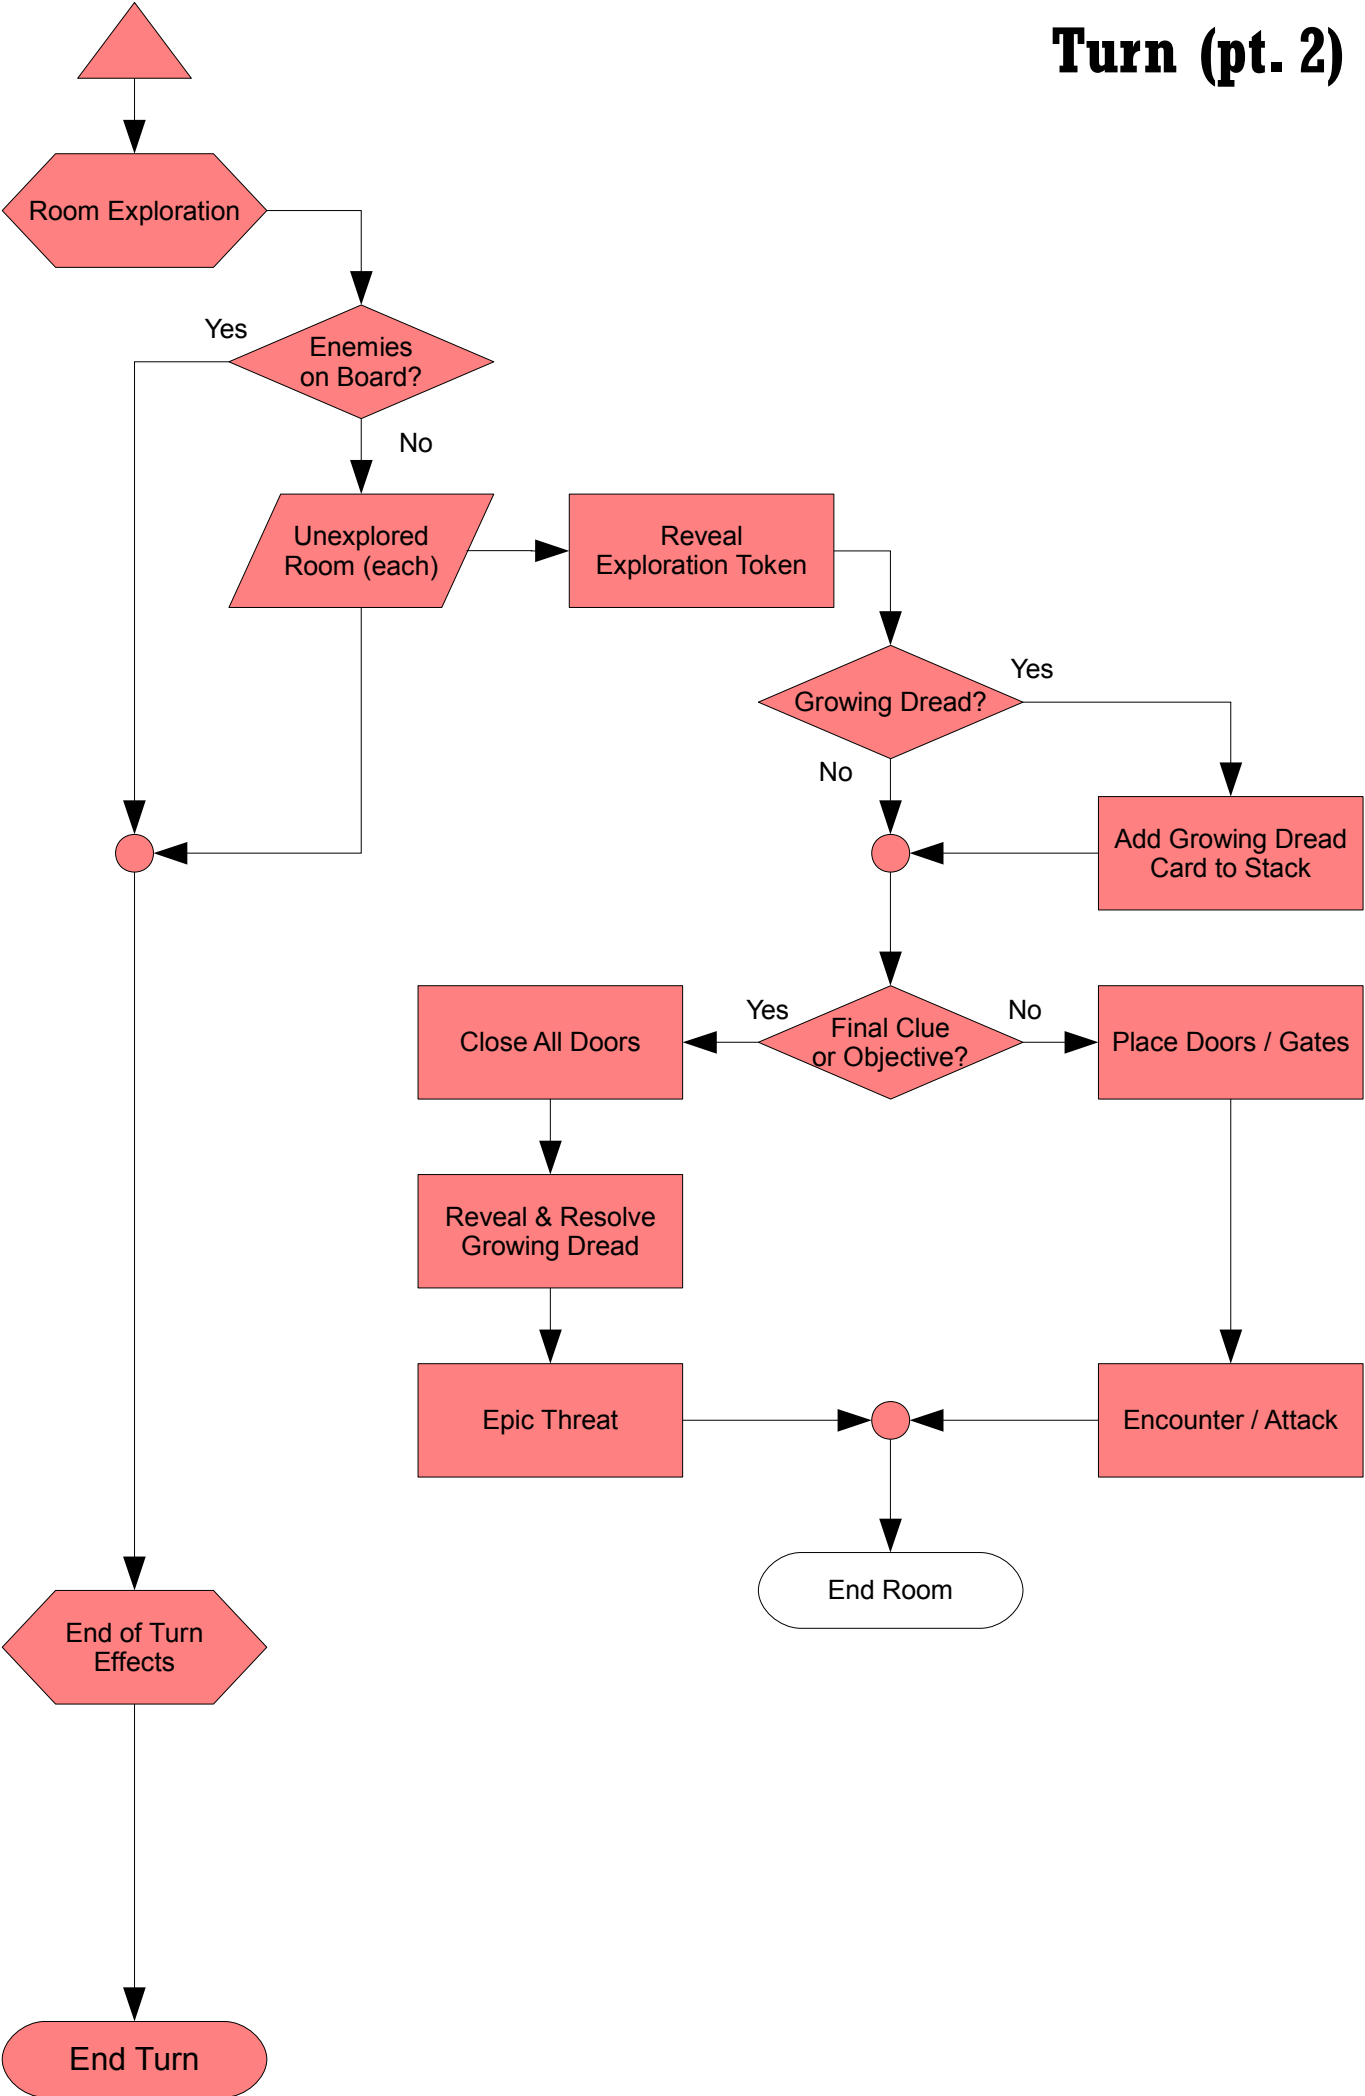 Turn (pt. 2)
Room Exploration
Yes
Enemies
on Board?
No
Unexplored
Room (each)
Reveal
Exploration Token
Yes
Growing Dread?
No
Add Growing Dread
Card to Stack
Close All Doors
Yes
Final Clue
or Objective?
No
Place Doors / Gates
Reveal & Resolve
Growing Dread
Epic Threat
Encounter / Attack
End Room
End of Turn
Effects
End Turn